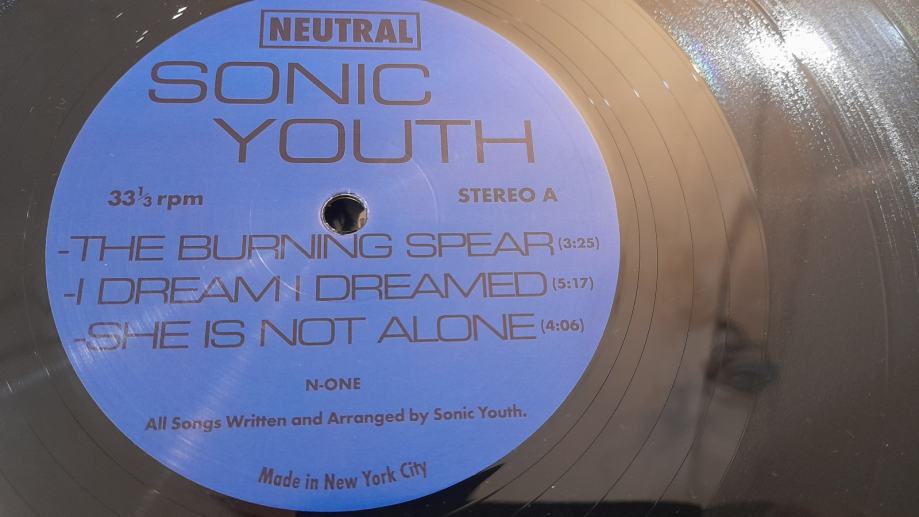 NEUTRAL
SONIC
YOUTH
33⅓ rpm STEREO A
-THE BURNING SPEAR (3:25)
-I DREAM I DREAMED (5:17)
-SHE IS NOT ALONE (4:06)
N-ONE
All Songs Written and Arranged by Sonic Youth.
Made in New York City